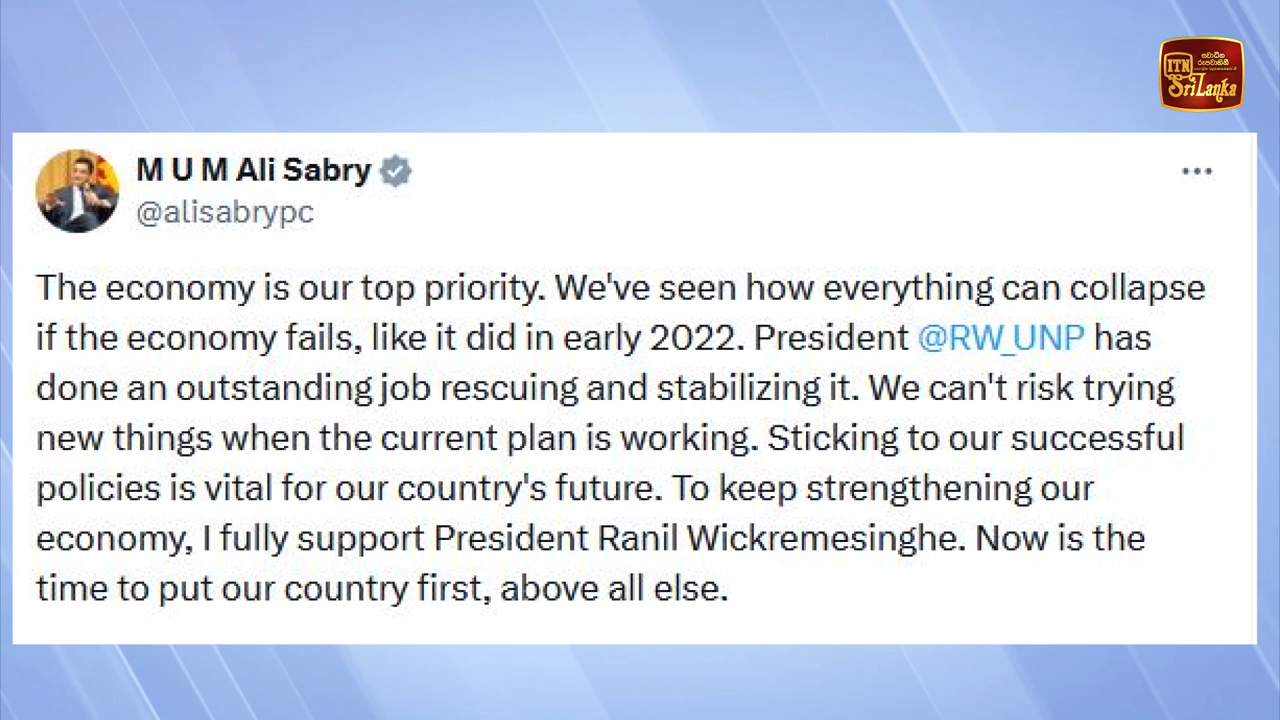 ITN
ස්වාධීන
රූපවාහිනී
Sri Lanka
M U M Ali Sabry
@alisabrypc
The economy is our top priority. We've seen how everything can collapse
if the economy fails, like it did in early 2022. President @RW_UNP has
done an outstanding job rescuing and stabilizing it. We can't risk trying
new things when the current plan is working. Sticking to our successful
policies is vital for our country's future. To keep strengthening our
economy, I fully support President Ranil Wickremesinghe. Now is the
time to put our country first, above all else.